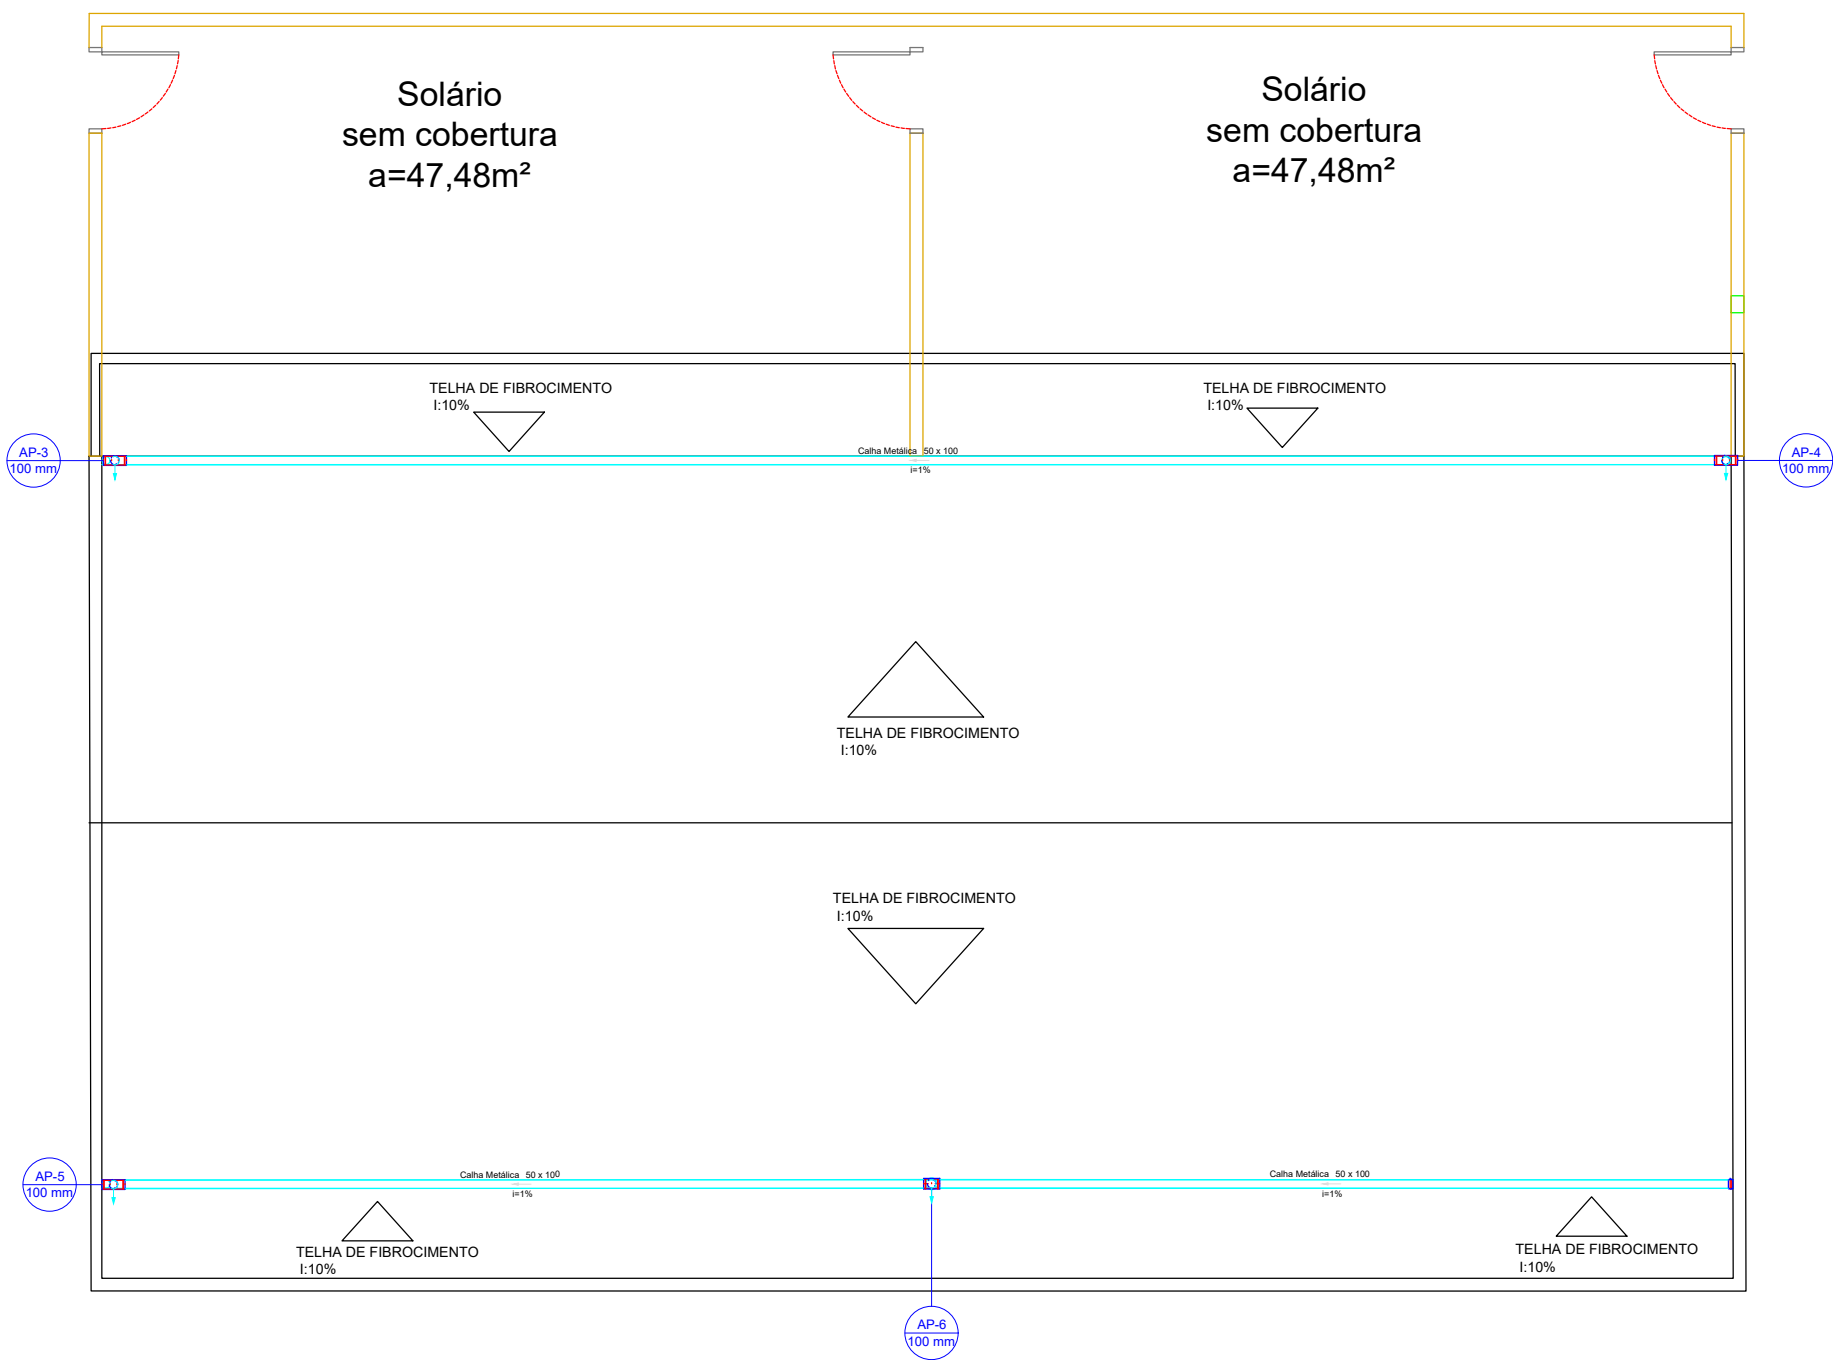 Solário
sem cobertura
a=47,48m²
Solário
sem cobertura
a=47,48m²
TELHA DE FIBROCIMENTO
I:10%
TELHA DE FIBROCIMENTO
I:10%
AP-3
100 mm
Calha Metálica 50 x 100
i=1%
AP-4
100 mm
TELHA DE FIBROCIMENTO
I:10%
TELHA DE FIBROCIMENTO
I:10%
AP-5
100 mm
Calha Metálica 50 x 100
i=1%
Calha Metálica 50 x 100
i=1%
TELHA DE FIBROCIMENTO
I:10%
TELHA DE FIBROCIMENTO
I:10%
AP-6
100 mm